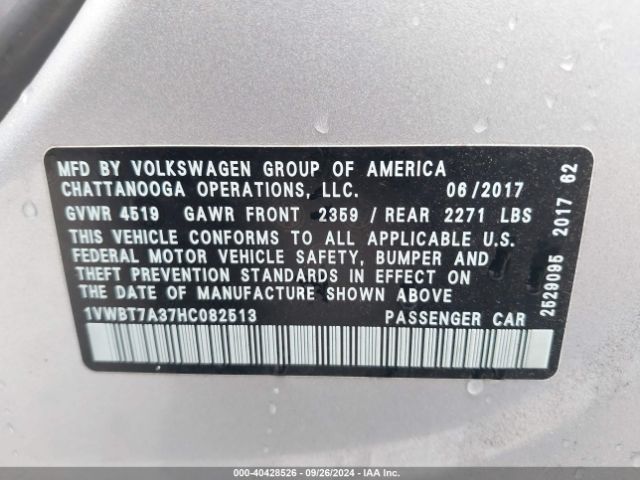 MFD BY VOLKSWAGEN GROUP OF AMERICA
CHATTANOOGA OPERATIONS, LLC. 06/2017
GVWR 4519 GAWR FRONT 2359 / REAR 2271 LBS
THIS VEHICLE CONFORMS TO ALL APPLICABLE U.S.
FEDERAL MOTOR VEHICLE SAFETY, BUMPER AND
THEFT PREVENTION STANDARDS IN EFFECT ON
THE DATE OF MANUFACTURE SHOWN ABOVE
1VWBT7A37HC082513 PASSENGER CAR
2529095 2017 62
000-40428526 - 09/26/2024 - IAA Inc.